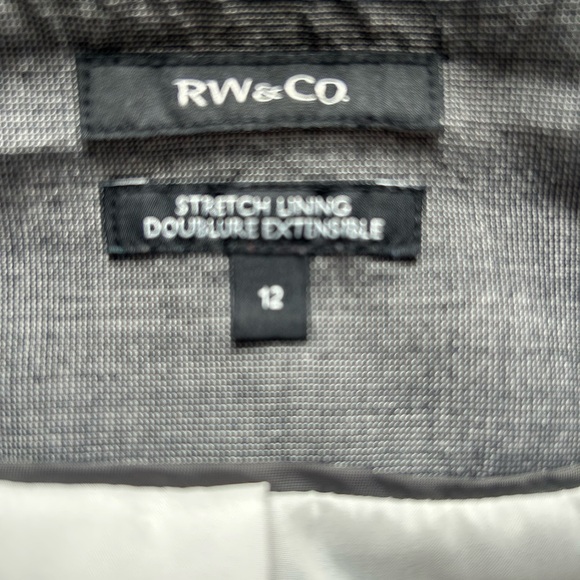 RW&CO.
STRETCH LINING
DOUBLURE EXTENSIBLE
12